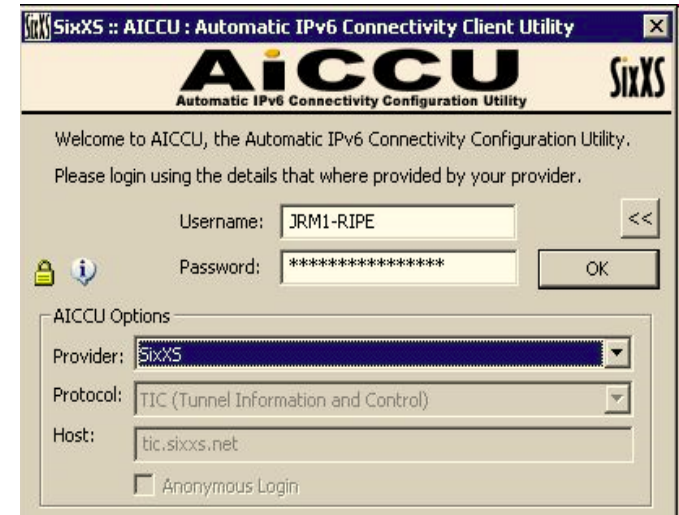 SixXS :: AICCU : Automatic IPv6 Connectivity Client Utility
AiCCU
SixXS
Automatic IPv6 Connectivity Configuration Utility
Welcome to AICCU, the Automatic IPv6 Connectivity Configuration Utility.
Please login using the details that where provided by your provider.
Username: JRM1-RIPE <<
Password: **************** OK
AICCU Options
Provider: SixXS
Protocol: TIC (Tunnel Information and Control)
Host: tic.sixxs.net
Anonymous Login